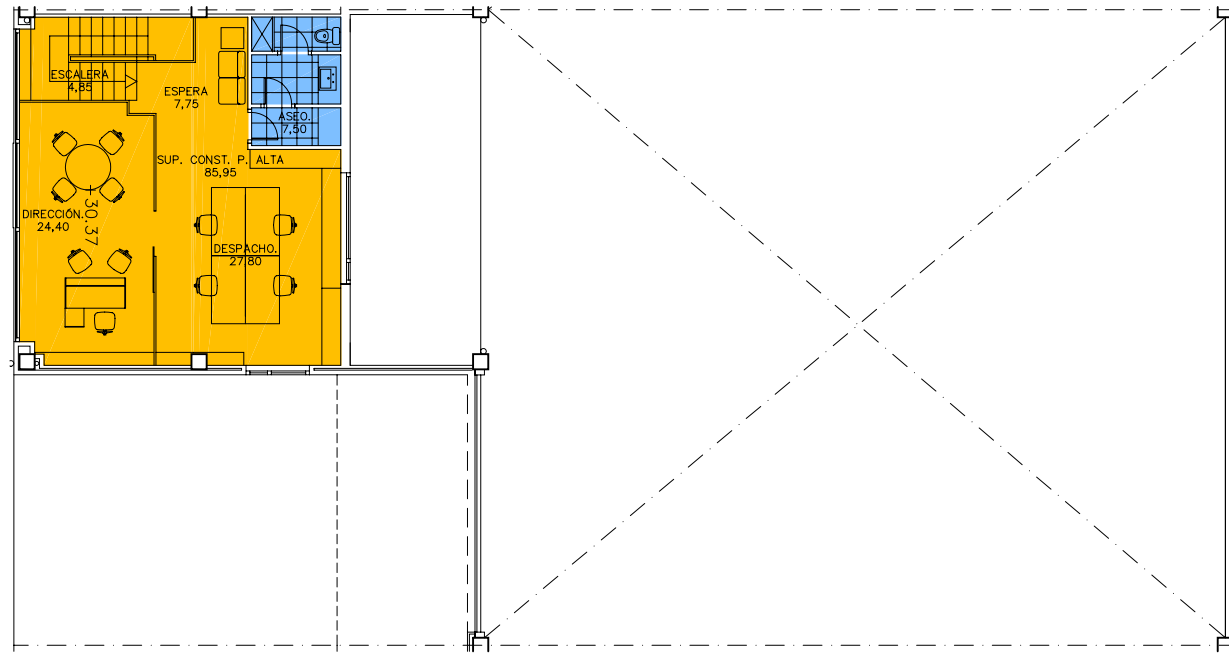 ESCALERA
4,85
ESPERA
7,75
ASEO.
7,50
SUP. CONST. P. ALTA
85,95
DIRECCIÓN.
24,40
+30.37
DESPACHO.
27,80